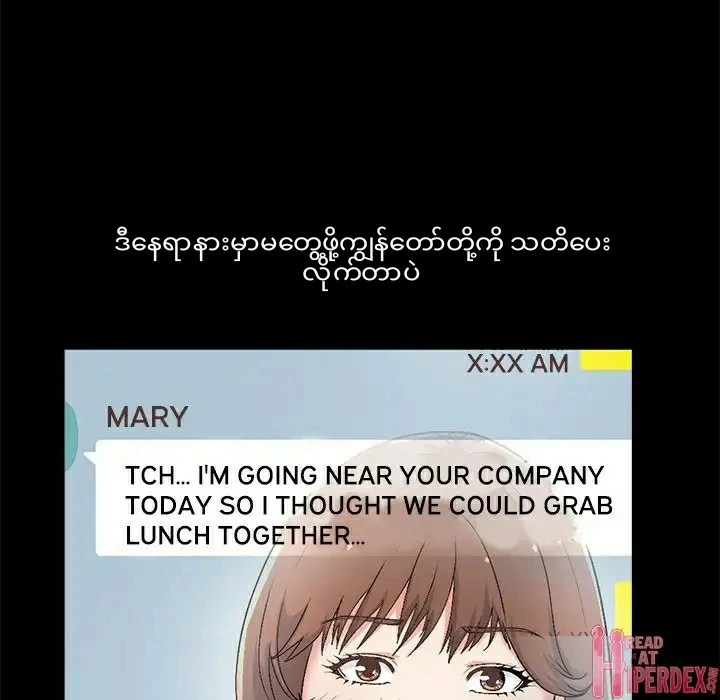 ဒီနေရာနားမှာမတွေ့ဖို့ကျွန်တော်တို့ကို သတိပေး
လိုက်တာပဲ
X:XX AM
MARY
TCH... I'M GOING NEAR YOUR COMPANY
TODAY SO I THOUGHT WE COULD GRAB
LUNCH TOGETHER...
READ
AT
HIPERDEX.COM